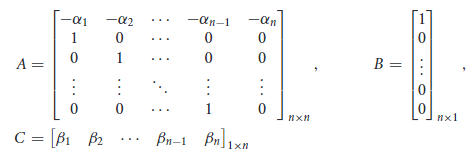 A = [ -α₁ -α₂ ⋯ -αₙ₋₁ -αₙ
1 0 ⋯ 0 0
0 1 ⋯ 0 0
⋮ ⋮ ⋱ ⋮ ⋮
0 0 ⋯ 1 0 ]ₙₓₙ ,
B = [ 1
0
⋮
0
0 ]ₙₓ₁ ,
C = [β₁ β₂ ⋯ βₙ₋₁ βₙ]₁ₓₙ